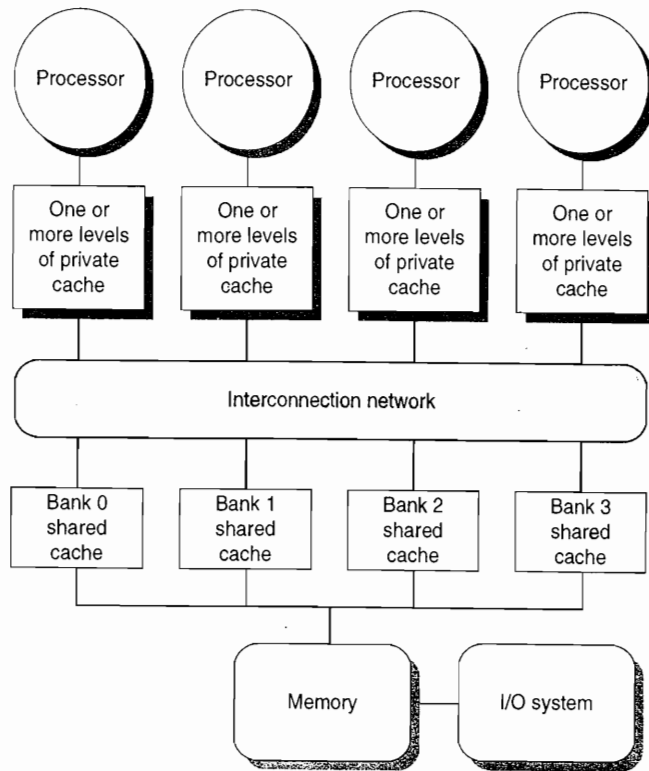 Processor
Processor
Processor
Processor
One or
more levels
of private
cache
One or
more levels
of private
cache
One or
more levels
of private
cache
One or
more levels
of private
cache
Interconnection network
Bank 0
shared
cache
Bank 1
shared
cache
Bank 2
shared
cache
Bank 3
shared
cache
Memory
I/O system